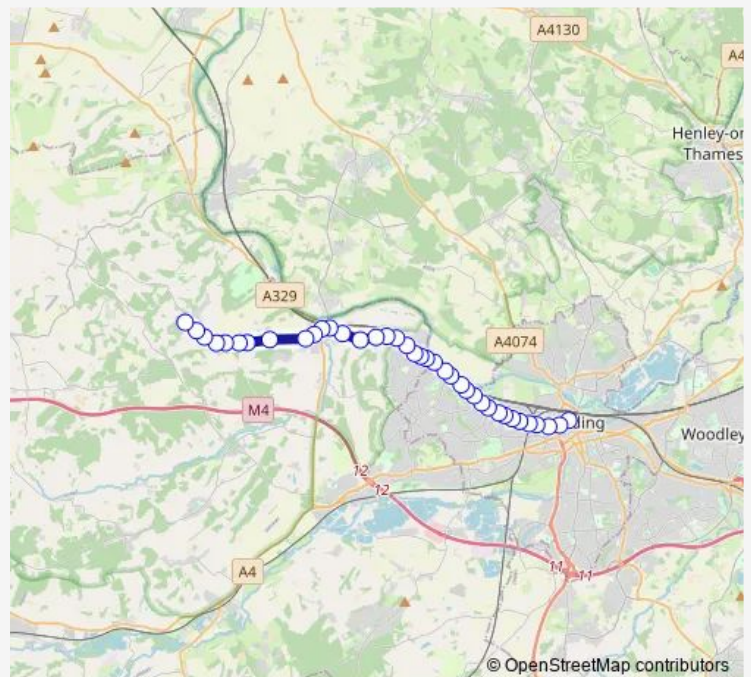 A4130
A4
Henley-on
Thames
A329
A4074
M4
ding
Woodley
12
12
A4
11
11
© OpenStreetMap contributors